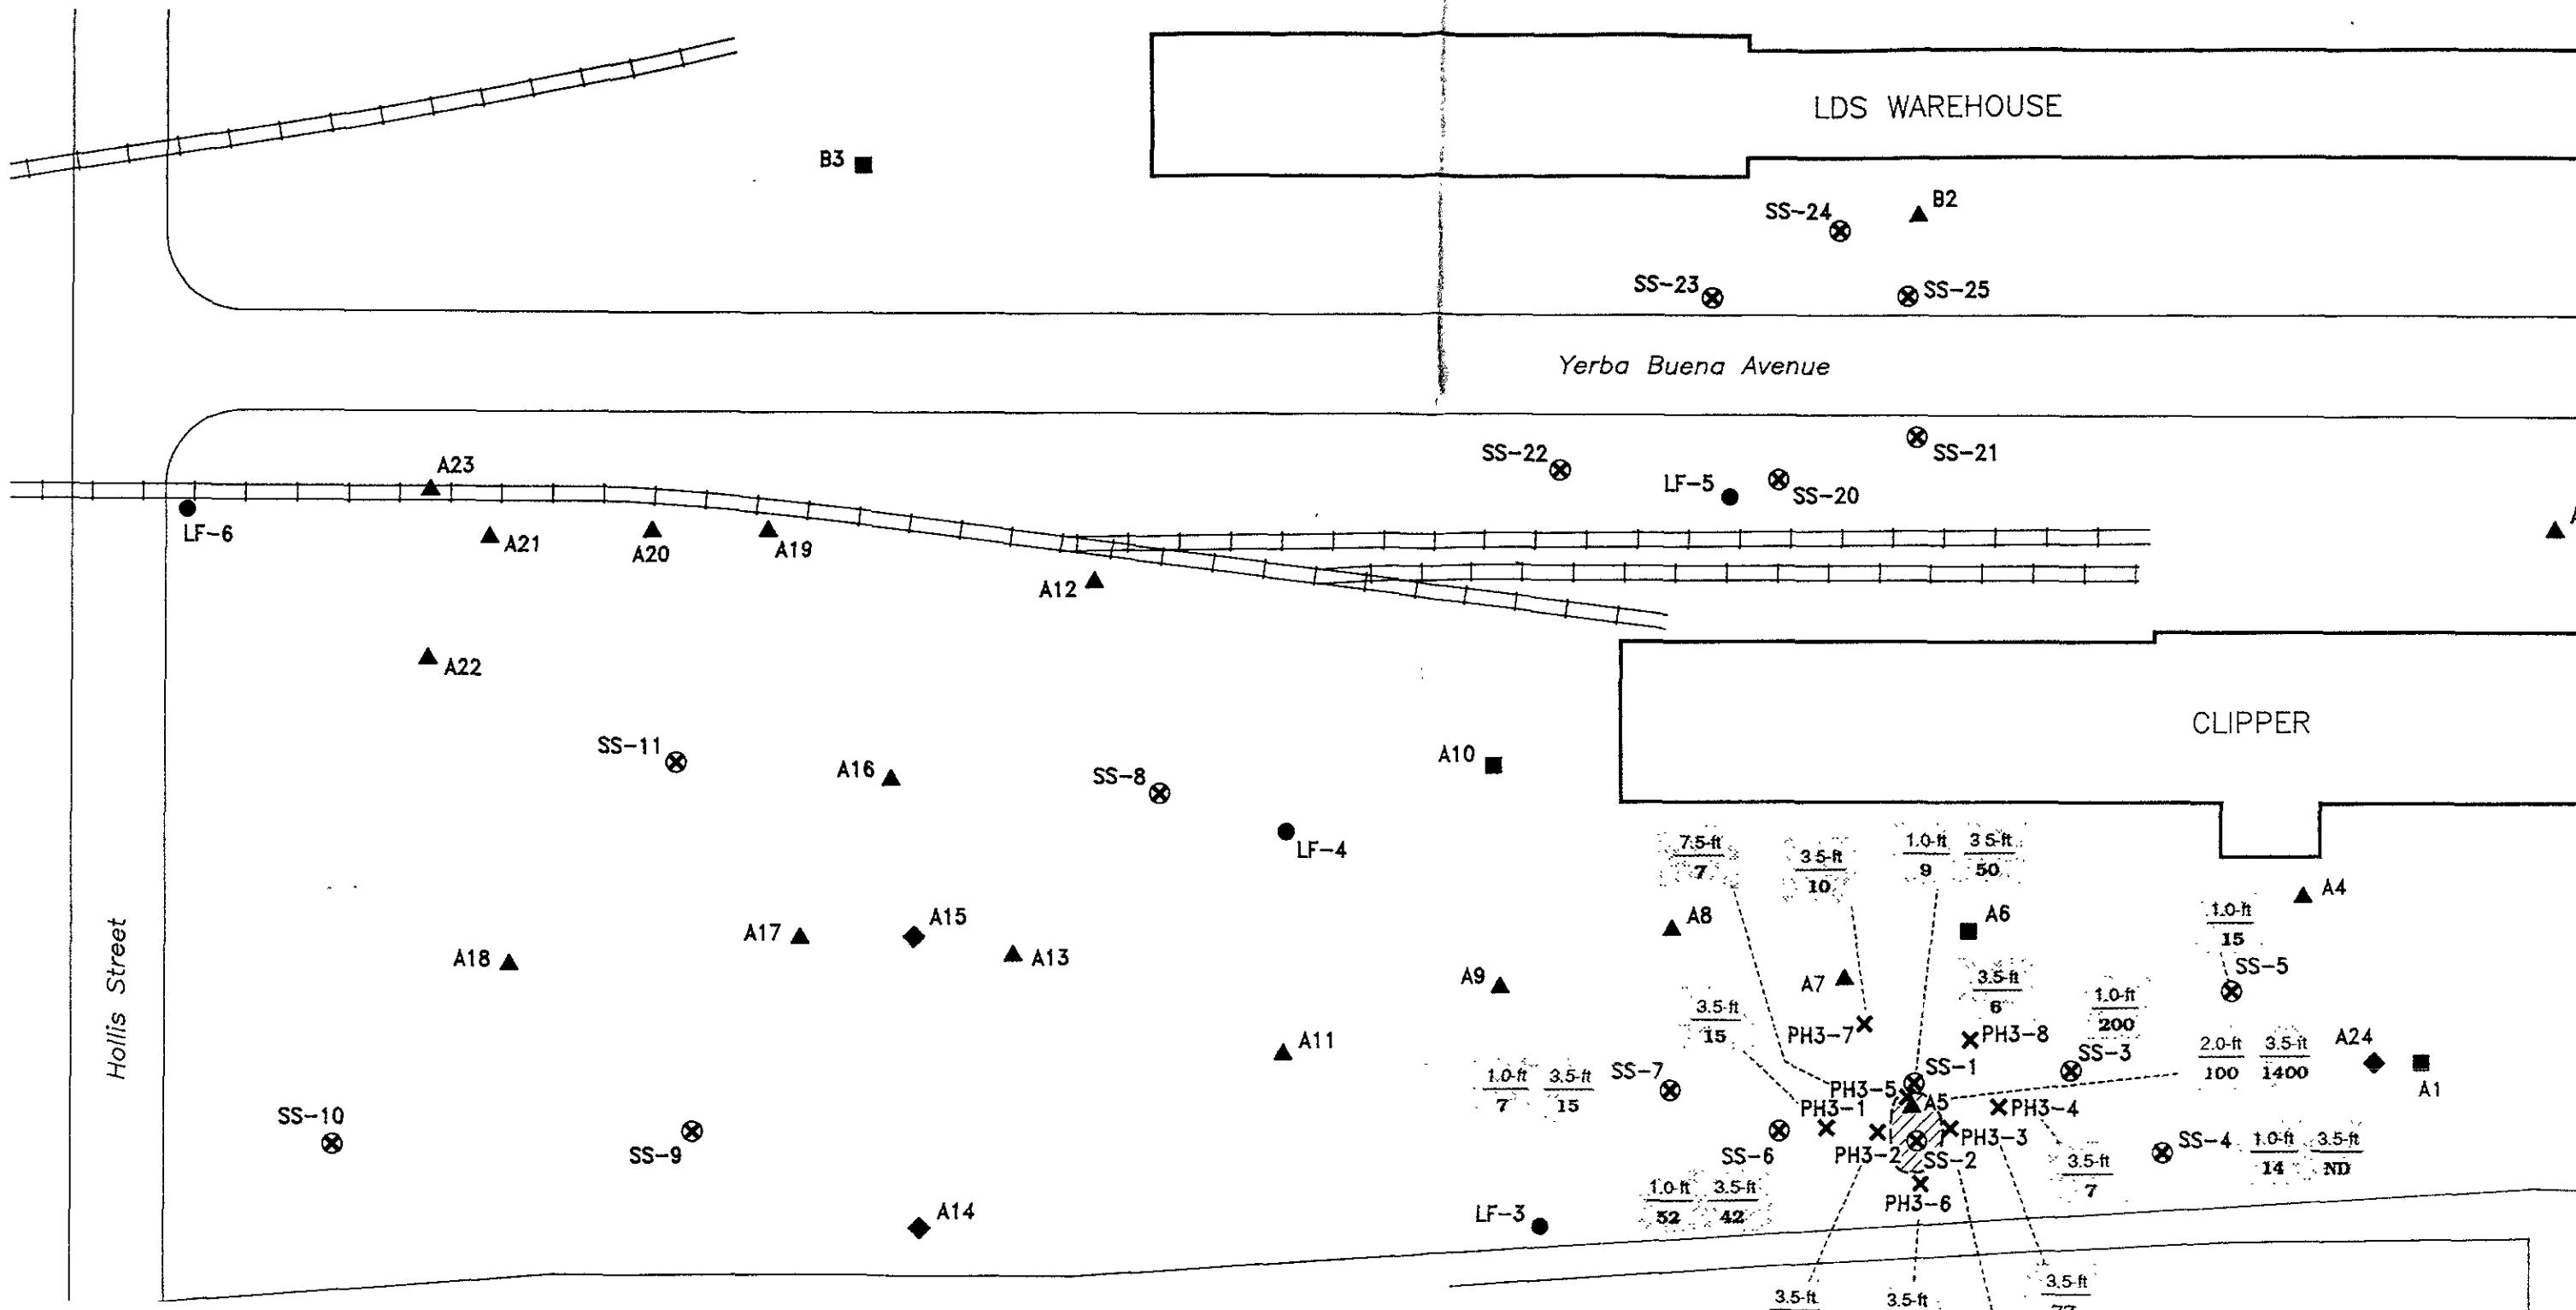 LDS WAREHOUSE
B3
B2
SS-24
SS-23
SS-25
Yerba Buena Avenue
A23
SS-22
SS-21
LF-5
SS-20
LF-6
A21
A20
A19
A12
A22
CLIPPER
SS-11
A16
SS-8
A10
LF-4
7.5-ft
7
3.5-ft
10
1.0-ft 3.5-ft
9 50
A4
A8
A6
1.0-ft
15
A15
A17
A18
A13
SS-5
A9
A7
3.5-ft
6
1.0-ft
200
3.5-ft
15
Hollis Street
PH3-7
PH3-8
A11
SS-3
2.0-ft 3.5-ft
100 1400
A24
A1
1.0-ft 3.5-ft
7 15
SS-7
SS-1
PH3-5
PH3-1
A5
PH3-4
SS-10
SS-9
SS-6
PH3-2
SS-2
PH3-3
SS-4
1.0-ft 3.5-ft
14 ND
3.5-ft
7
1.0-ft 3.5-ft
52 42
PH3-6
A14
LF-3
3.5-ft
3.5-ft
3.5-ft